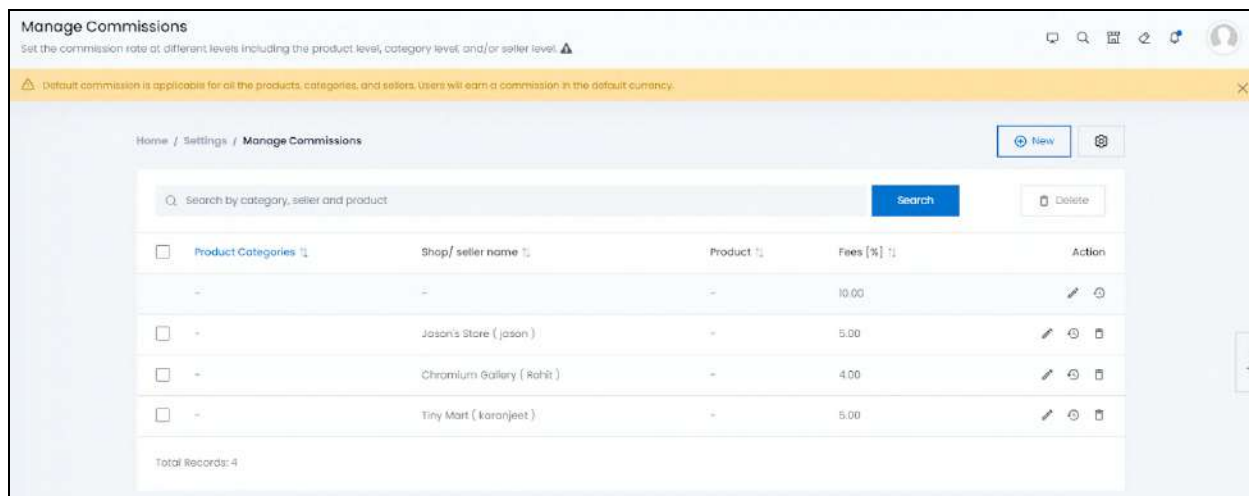 Manage Commissions
Set the commission rate at different levels including the product level, category level, and/or seller level.
Default commission is applicable for all the products, categories, and sellers. Users will earn a commission in the default currency.
Home / Settings / Manage Commissions
New
Search by category, seller and product
Search
Delete
Product Categories
Shop/ seller name
Product
Fees [%]
Action
- - - 10.00
- Jason's Store ( jason ) - 5.00
- Chromium Gallery ( Rohit ) - 4.00
- Tiny Mart ( karanjeet ) - 5.00
Total Records: 4